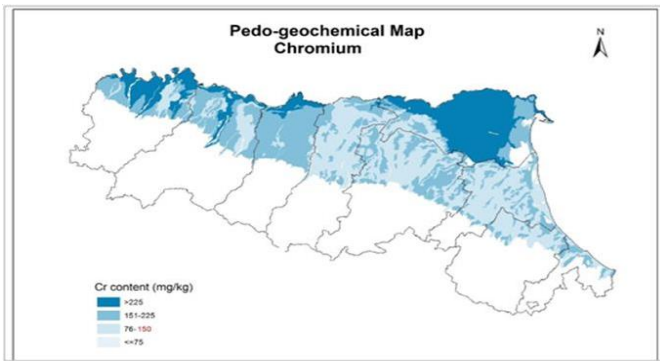 Pedo-geochemical Map
Chromium
N
Cr content (mg/kg)
>225
151-225
76-150
<=75